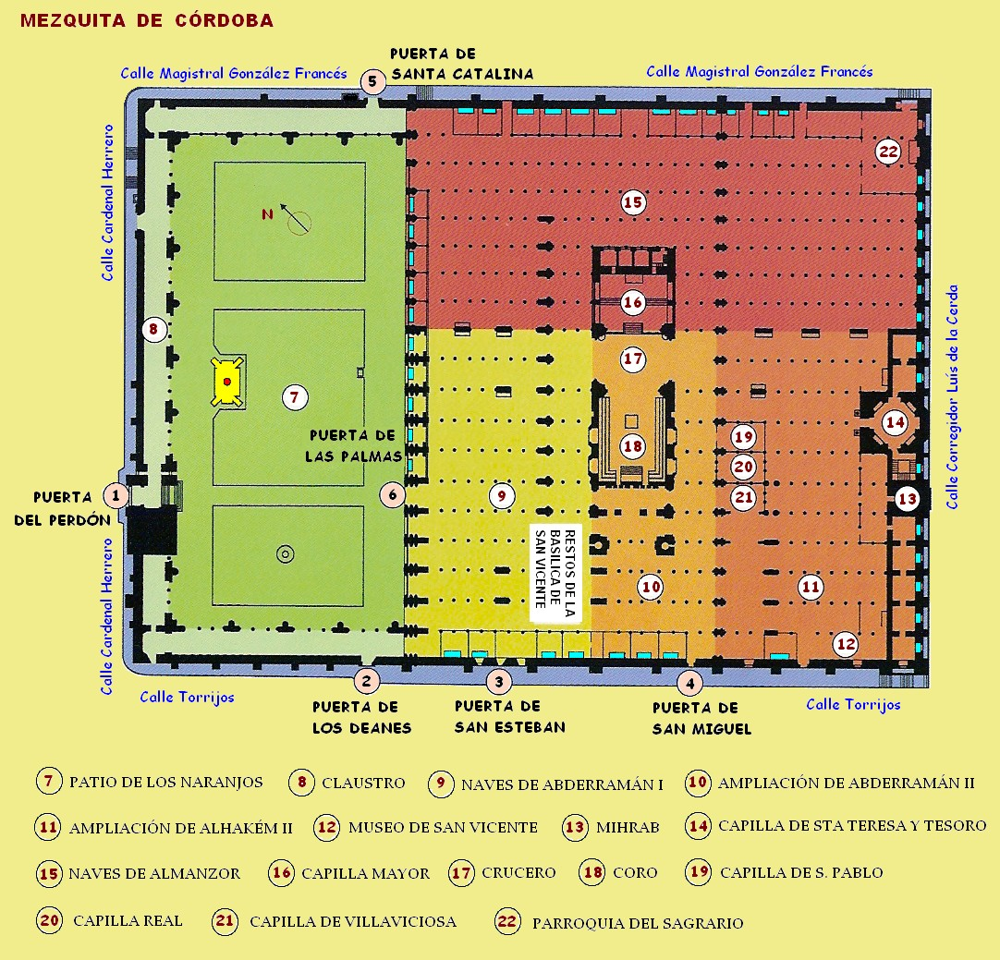 MEZQUITA DE CÓRDOBA
PUERTA DE
SANTA CATALINA
5
Calle Magistral González Francés
Calle Magistral González Francés
Calle Cardenal Herrero
22
15
N
16
8
17
7
Calle Corregidor Luís de la Cerda
14
PUERTA DE
LAS PALMAS
19
18
20
1
PUERTA
DEL PERDÓN
6
9
21
13
RESTOS DE LA
BASILICA DE
SAN VICENTE
10
11
Calle Cardenal Herrero
12
2
3
4
Calle Torrijos
PUERTA DE
LOS DEANES
PUERTA DE
SAN ESTEBAN
PUERTA DE
SAN MIGUEL
Calle Torrijos
7 PATIO DE LOS NARANJOS 8 CLAUSTRO 9 NAVES DE ABDERRAMÁN I 10 AMPLIACIÓN DE ABDERRAMÁN II
11 AMPLIACIÓN DE ALHAKÉM II 12 MUSEO DE SAN VICENTE 13 MIHRAB 14 CAPILLA DE STA TERESA Y TESORO
15 NAVES DE ALMANZOR 16 CAPILLA MAYOR 17 CRUCERO 18 CORO 19 CAPILLA DE S. PABLO
20 CAPILLA REAL 21 CAPILLA DE VILLAVICIOSA 22 PARROQUIA DEL SAGRARIO